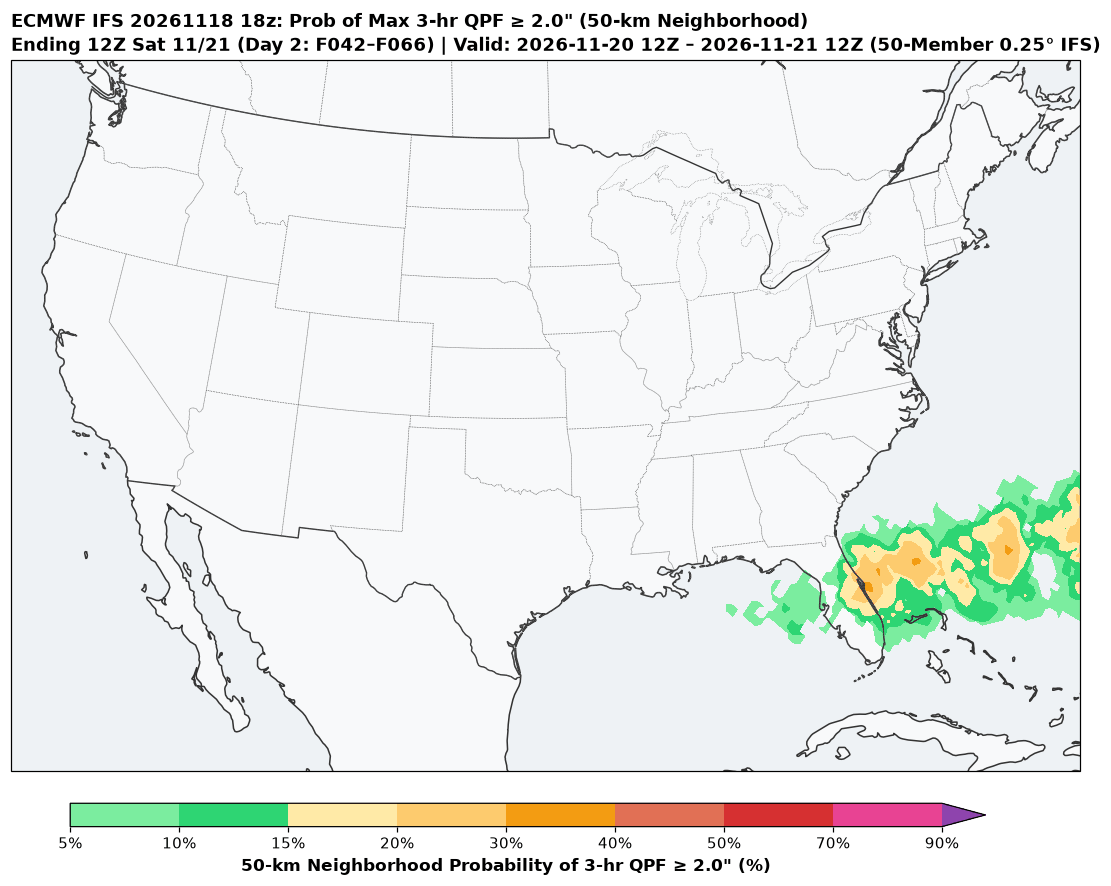 ECMWF IFS 20261118 18z: Prob of Max 3-hr QPF ≥ 2.0" (50-km Neighborhood)
Ending 12Z Sat 11/21 (Day 2: F042–F066) | Valid: 2026-11-20 12Z – 2026-11-21 12Z (50-Member 0.25° IFS)
5% 10% 15% 20% 30% 40% 50% 70% 90%
50-km Neighborhood Probability of 3-hr QPF ≥ 2.0" (%)